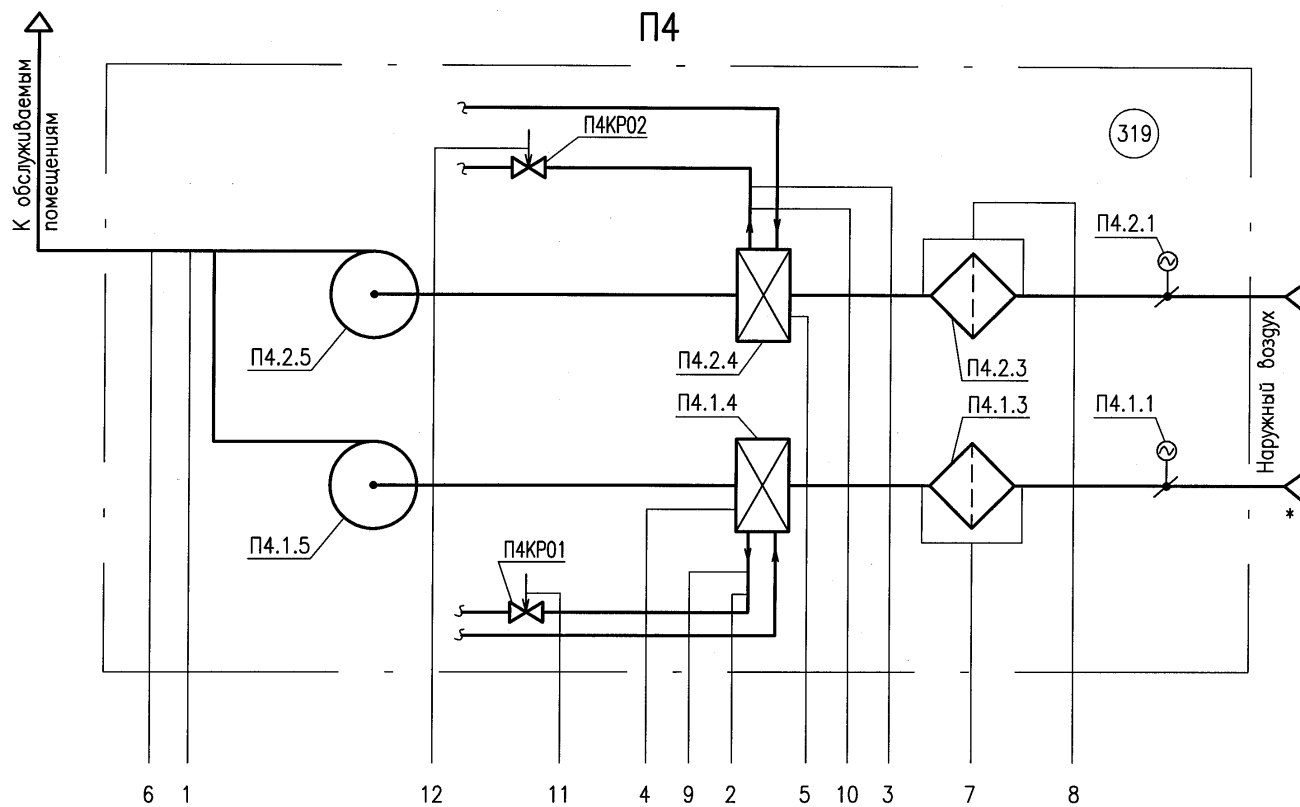 П4
К обслуживаемым
помещениям
П4КР02
319
П4.2.1
П4.2.5
П4.2.4
П4.2.3
П4.1.4
П4.1.3
П4.1.1
Наружный воздух
*
П4.1.5
П4КР01
6 1 12 11 4 9 2 5 10 3 7 8